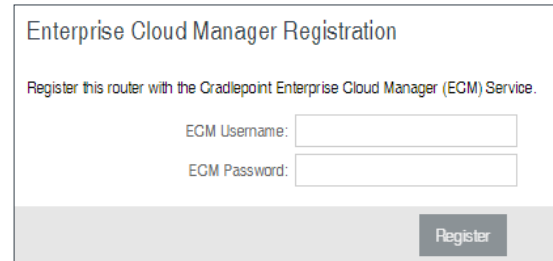 Enterprise Cloud Manager Registration
Register this router with the Cradlepoint Enterprise Cloud Manager (ECM) Service.
ECM Username:
ECM Password:
Register